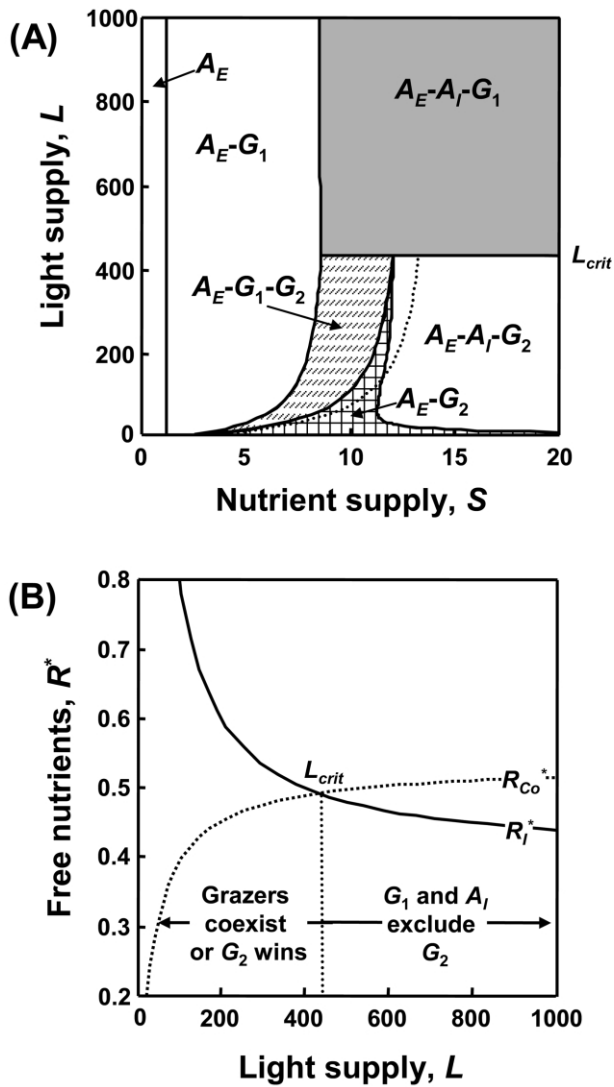 (A)
1000
800
600
400
200
0
Light supply, L
A_E
A_E-G_1
A_E-A_I-G_1
A_E-G_1-G_2
L_crit
A_E-A_I-G_2
A_E-G_2
0 5 10 15 20
Nutrient supply, S
(B)
0.8
0.7
0.6
0.5
0.4
0.3
0.2
Free nutrients, R*
L_crit
R_Co*
R_I*
Grazers
coexist
or G_2 wins
G_1 and A_I
exclude
G_2
0 200 400 600 800 1000
Light supply, L